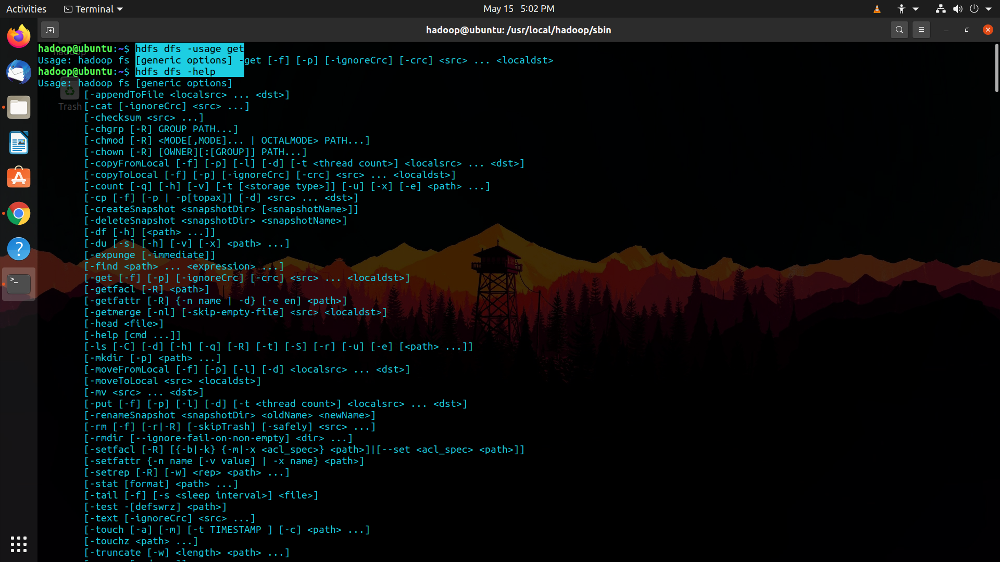 Activities Terminal May 15 5:02 PM
hadoop@ubuntu: /usr/local/hadoop/sbin
hadoop@ubuntu:~$ hdfs dfs -usage get
Usage: hadoop fs [generic options] -get [-f] [-p] [-ignoreCrc] [-crc] <src> ... <localdst>
hadoop@ubuntu:~$ hdfs dfs -help
Usage: hadoop fs [generic options]
[-appendToFile <localsrc> ... <dst>]
Trash [-cat [-ignoreCrc] <src> ...]
[-checksum <src> ...]
[-chgrp [-R] GROUP PATH...]
[-chmod [-R] <MODE[,MODE]... | OCTALMODE> PATH...]
[-chown [-R] [OWNER][:[GROUP]] PATH...]
[-copyFromLocal [-f] [-p] [-l] [-d] [-t <thread count>] <localsrc> ... <dst>]
[-copyToLocal [-f] [-p] [-ignoreCrc] [-crc] <src> ... <localdst>]
[-count [-q] [-h] [-v] [-t [<storage type>]] [-u] [-x] [-e] <path> ...]
[-cp [-f] [-p | -p[topax]] [-d] <src> ... <dst>]
[-createSnapshot <snapshotDir> [<snapshotName>]]
[-deleteSnapshot <snapshotDir> <snapshotName>]
[-df [-h] [<path> ...]]
[-du [-s] [-h] [-v] [-x] <path> ...]
[-expunge [-immediate]]
[-find <path> ... <expression> ...]
[-get [-f] [-p] [-ignoreCrc] [-crc] <src> ... <localdst>]
[-getfacl [-R] <path>]
[-getfattr [-R] {-n name | -d} [-e en] <path>]
[-getmerge [-nl] [-skip-empty-file] <src> <localdst>]
[-head <file>]
[-help [cmd ...]]
[-ls [-C] [-d] [-h] [-q] [-R] [-t] [-S] [-r] [-u] [-e] [<path> ...]]
[-mkdir [-p] <path> ...]
[-moveFromLocal [-f] [-p] [-l] [-d] <localsrc> ... <dst>]
[-moveToLocal <src> <localdst>]
[-mv <src> ... <dst>]
[-put [-f] [-p] [-l] [-d] [-t <thread count>] <localsrc> ... <dst>]
[-renameSnapshot <snapshotDir> <oldName> <newName>]
[-rm [-f] [-r|-R] [-skipTrash] [-safely] <src> ...]
[-rmdir [--ignore-fail-on-non-empty] <dir> ...]
[-setfacl [-R] [{-b|-k} {-m|-x <acl_spec>} <path>]|[--set <acl_spec> <path>]]
[-setfattr {-n name [-v value] | -x name} <path>]
[-setrep [-R] [-w] <rep> <path> ...]
[-stat [format] <path> ...]
[-tail [-f] [-s <sleep interval>] <file>]
[-test -[defswrz] <path>]
[-text [-ignoreCrc] <src> ...]
[-touch [-a] [-m] [-t TIMESTAMP ] [-c] <path> ...]
[-touchz <path> ...]
[-truncate [-w] <length> <path> ...]